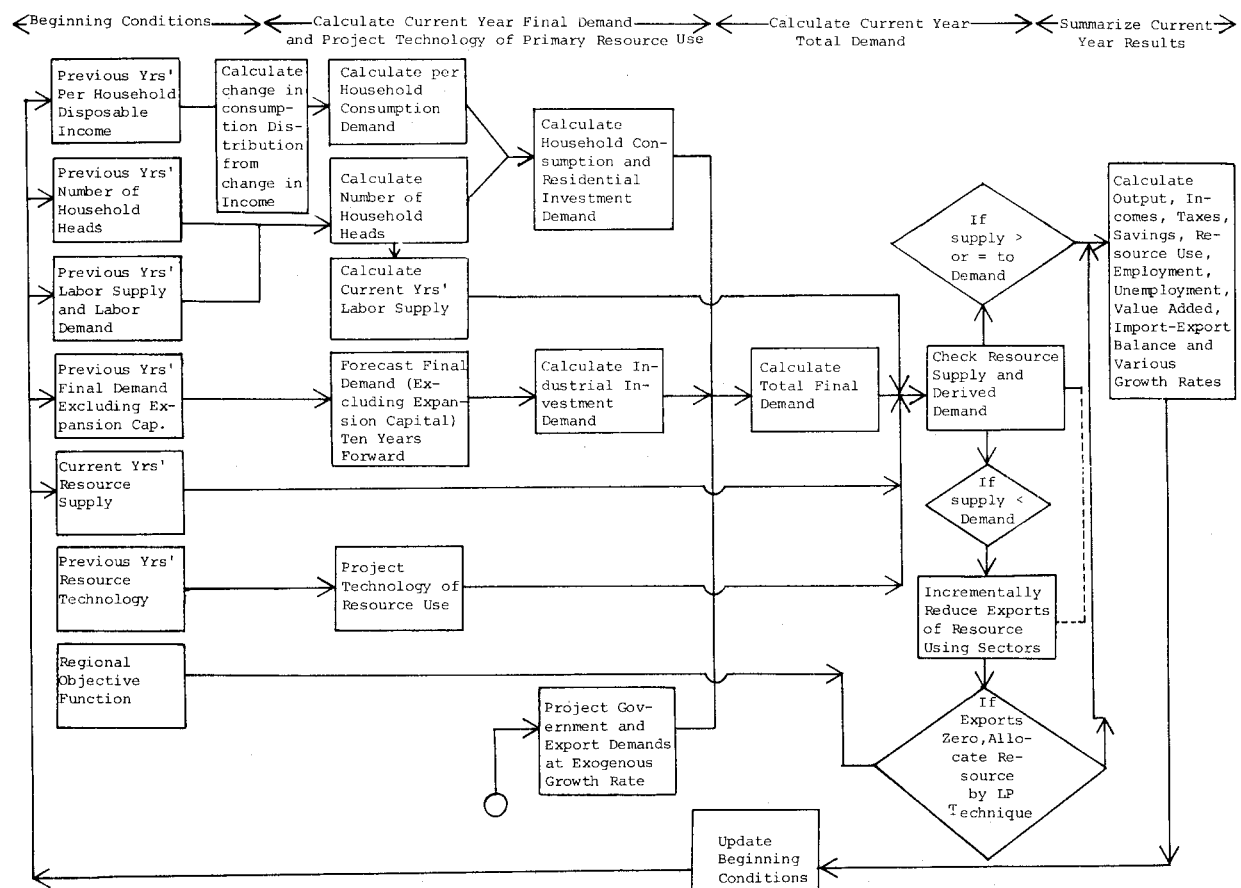 Beginning Conditions
Calculate Current Year Final Demand
and Project Technology of Primary Resource Use
Calculate Current Year
Total Demand
Summarize Current
Year Results
Previous Yrs'
Per Household
Disposable
Income
Calculate
change in
consump-
tion Dis-
tribution
from
change in
Income
Calculate per
Household
Consumption
Demand
Calculate
Household Con-
sumption and
Residential
Investment
Demand
Previous Yrs'
Number of
Household
Heads
Calculate
Number of
Household
Heads
Previous Yrs'
Labor Supply
and Labor
Demand
Calculate
Current Yrs'
Labor Supply
Previous Yrs'
Final Demand
Excluding Ex-
pansion Cap.
Forecast Final
Demand (Ex-
cluding Expan-
sion Capital)
Ten Years
Forward
Calculate In-
dustrial In-
vestment
Demand
Calculate
Total Final
Demand
Current Yrs'
Resource
Supply
Previous Yrs'
Resource
Technology
Project
Technology of
Resource Use
Regional
Objective
Function
Project Gov-
ernment and
Export Demands
at Exogenous
Growth Rate
If
supply >
or = to
Demand
Check Resource
Supply and
Derived
Demand
If
supply <
Demand
Incrementally
Reduce Exports
of Resource
Using Sectors
If
Exports
Zero,Allo-
cate Re-
source
by LP
Technique
Calculate
Output, In-
comes, Taxes,
Savings, Re-
source Use,
Employment,
Unemployment,
Value Added,
Import-Export
Balance and
Various
Growth Rates
Update
Beginning
Conditions